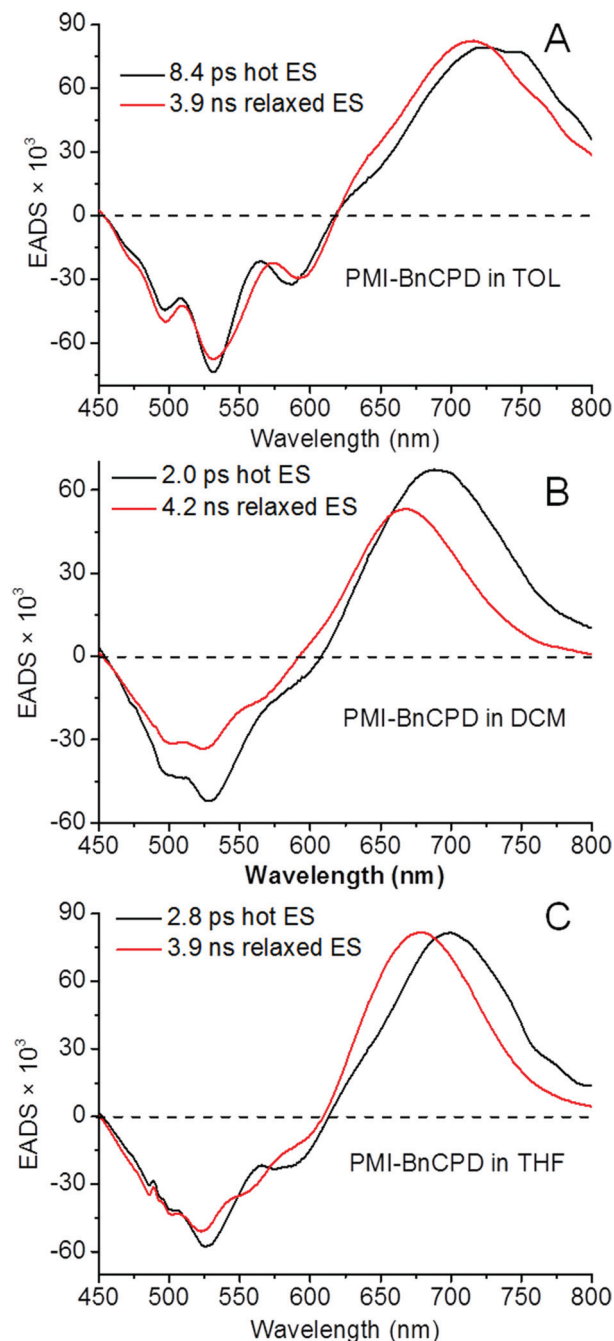 A
8.4 ps hot ES
3.9 ns relaxed ES
90
60
30
0
-30
-60
EADS × 10³
PMI-BnCPD in TOL
450 500 550 600 650 700 750 800
Wavelength (nm)
B
2.0 ps hot ES
4.2 ns relaxed ES
60
30
0
-30
-60
EADS × 10³
PMI-BnCPD in DCM
450 500 550 600 650 700 750 800
Wavelength (nm)
C
2.8 ps hot ES
3.9 ns relaxed ES
90
60
30
0
-30
-60
EADS × 10³
PMI-BnCPD in THF
450 500 550 600 650 700 750 800
Wavelength (nm)